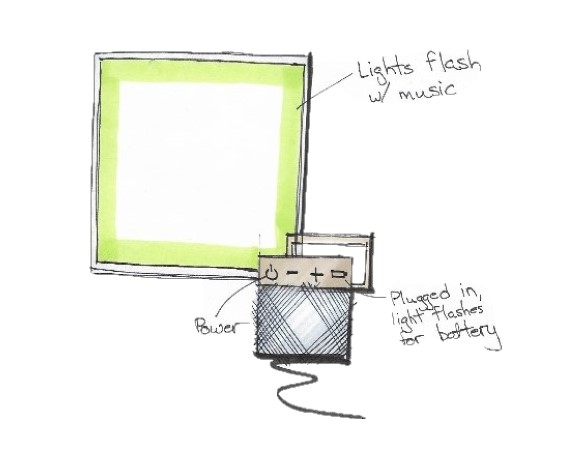 Lights flash
w/ music
Power
Plugged in,
light flashes
for battery